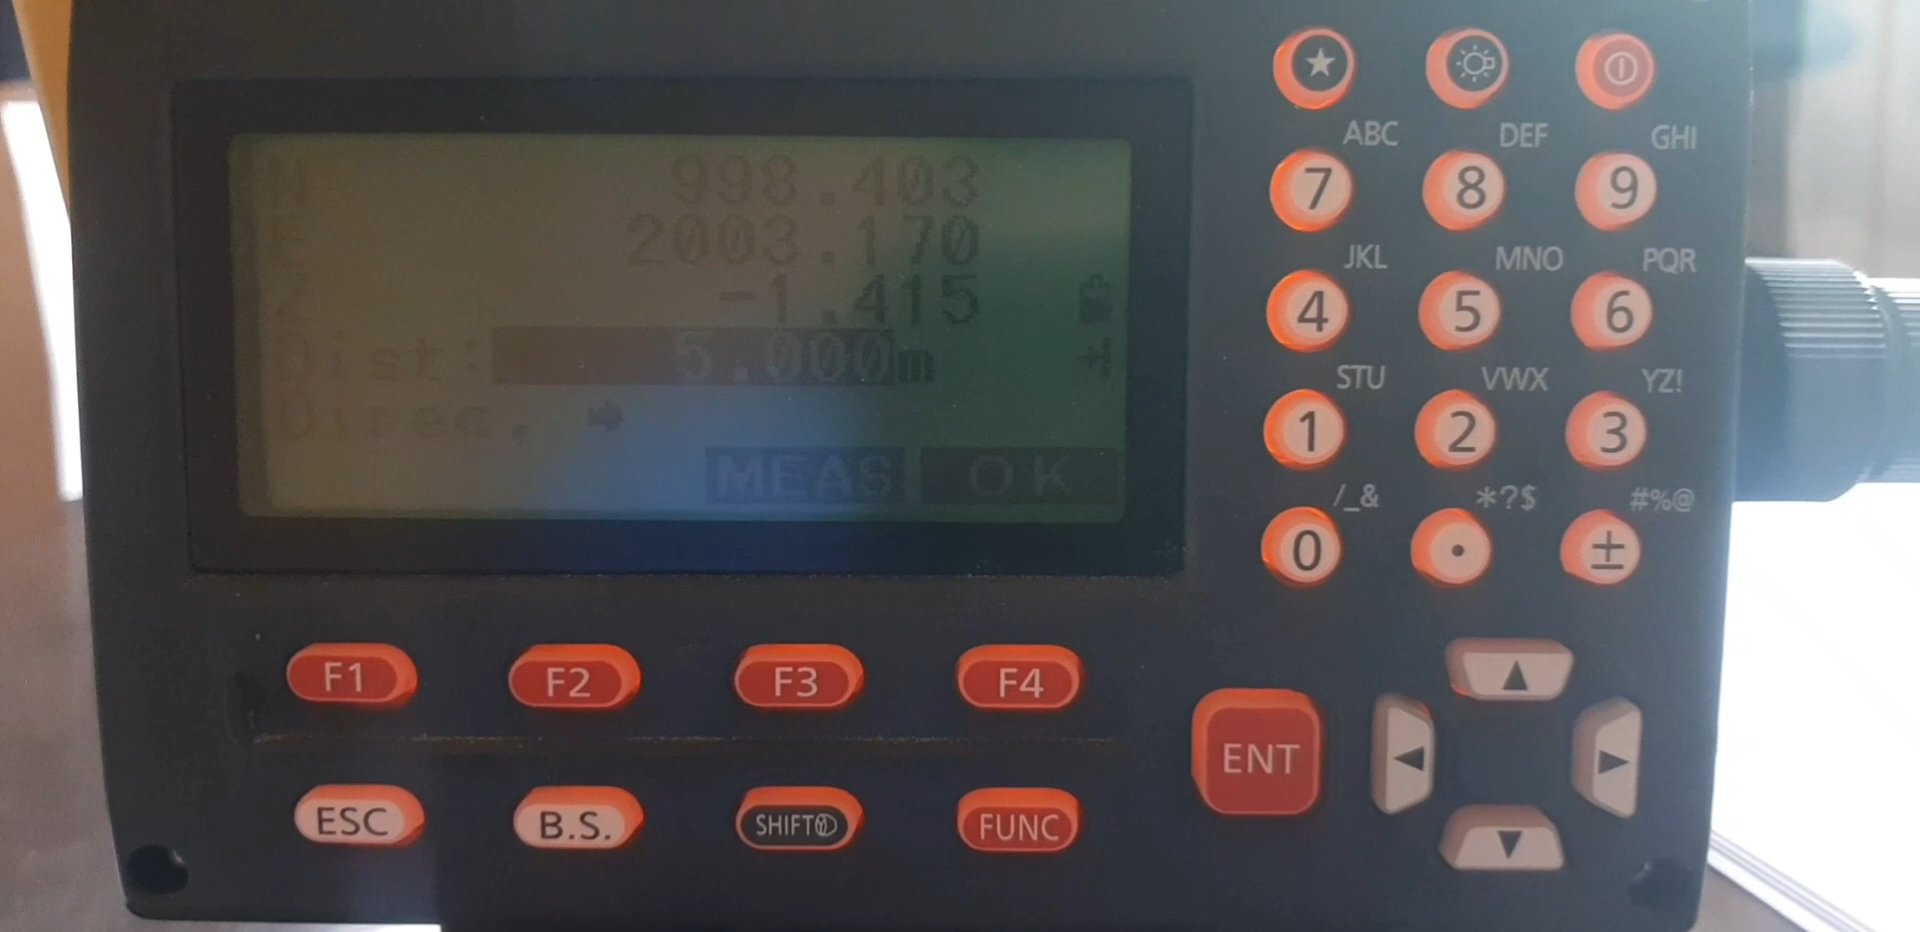 N 998.403
E 2003.170
Z -1.415
Dist: 5.000m
Direc.
MEAS OK
ABC DEF GHI
7 8 9
JKL MNO PQR
4 5 6
STU VWX YZ!
1 2 3
/_& *?$ #%@
0 . ±
F1 F2 F3 F4
ENT
ESC B.S. SHIFT FUNC